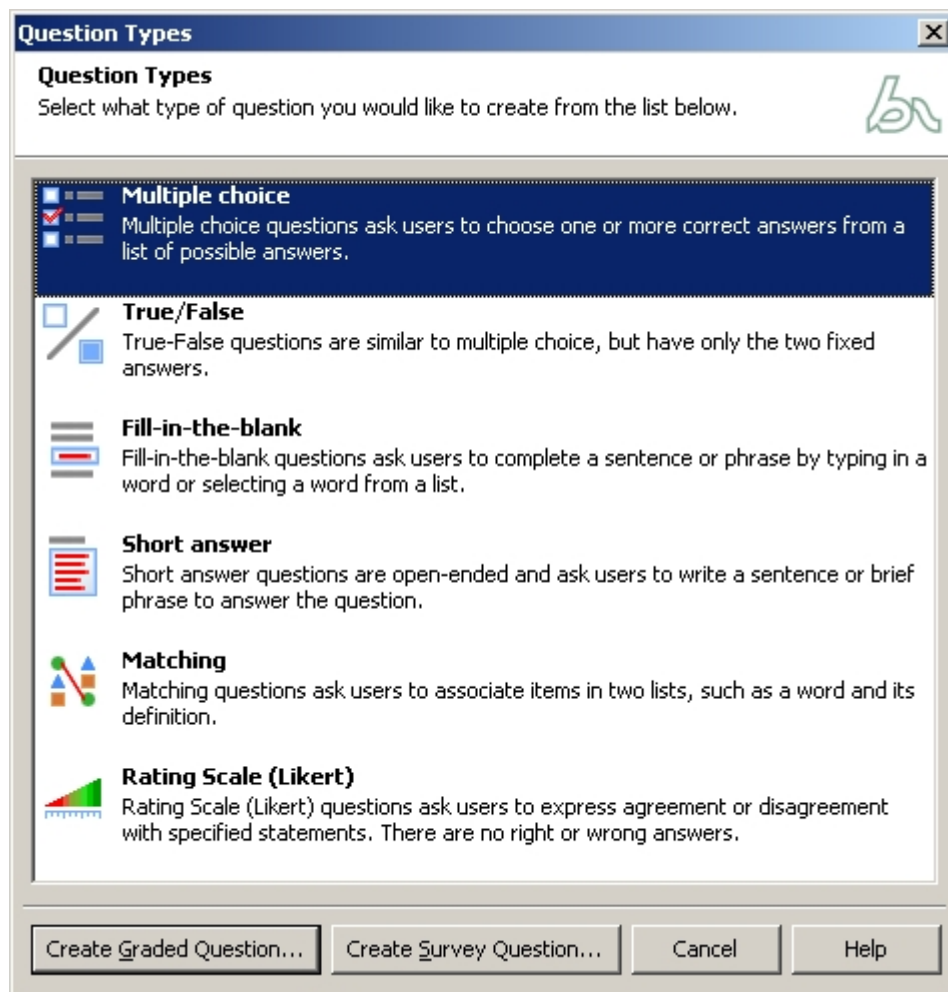 Question Types
Question Types
Select what type of question you would like to create from the list below.
Multiple choice
Multiple choice questions ask users to choose one or more correct answers from a
list of possible answers.
True/False
True-False questions are similar to multiple choice, but have only the two fixed
answers.
Fill-in-the-blank
Fill-in-the-blank questions ask users to complete a sentence or phrase by typing in a
word or selecting a word from a list.
Short answer
Short answer questions are open-ended and ask users to write a sentence or brief
phrase to answer the question.
Matching
Matching questions ask users to associate items in two lists, such as a word and its
definition.
Rating Scale (Likert)
Rating Scale (Likert) questions ask users to express agreement or disagreement
with specified statements. There are no right or wrong answers.
Create Graded Question... Create Survey Question... Cancel Help